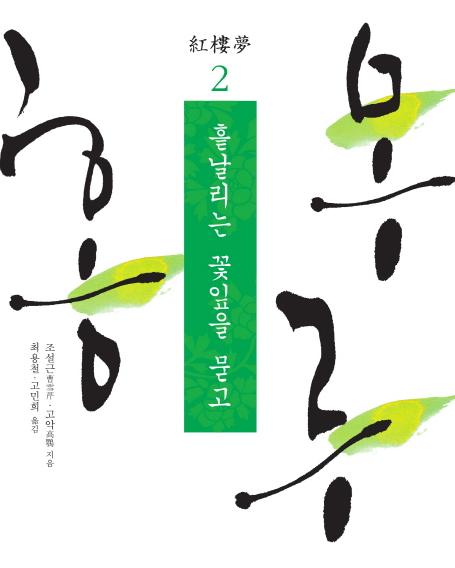 紅樓夢
2
흩날리는 꽃잎을 묻고
홍루몽
조설근曹雪芹·고악高鶚 지음
최용철·고민희 옮김